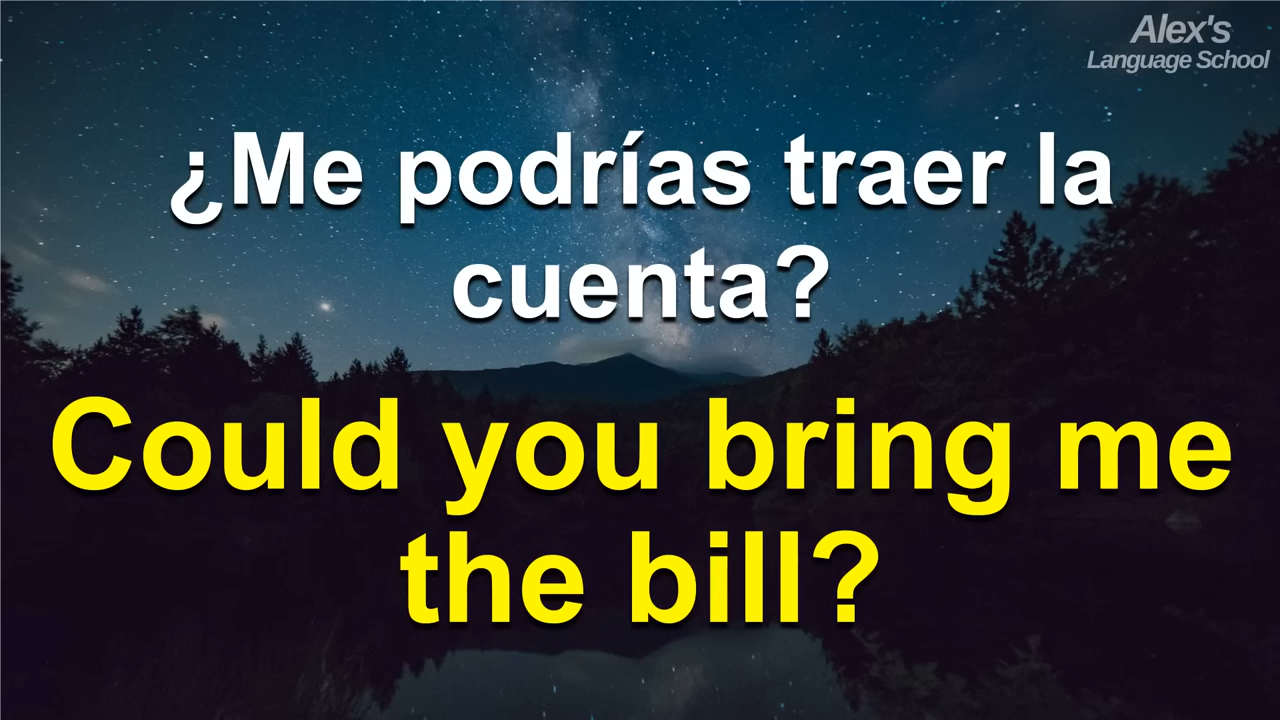 Alex's
Language School
¿Me podrías traer la
cuenta?
Could you bring me
the bill?